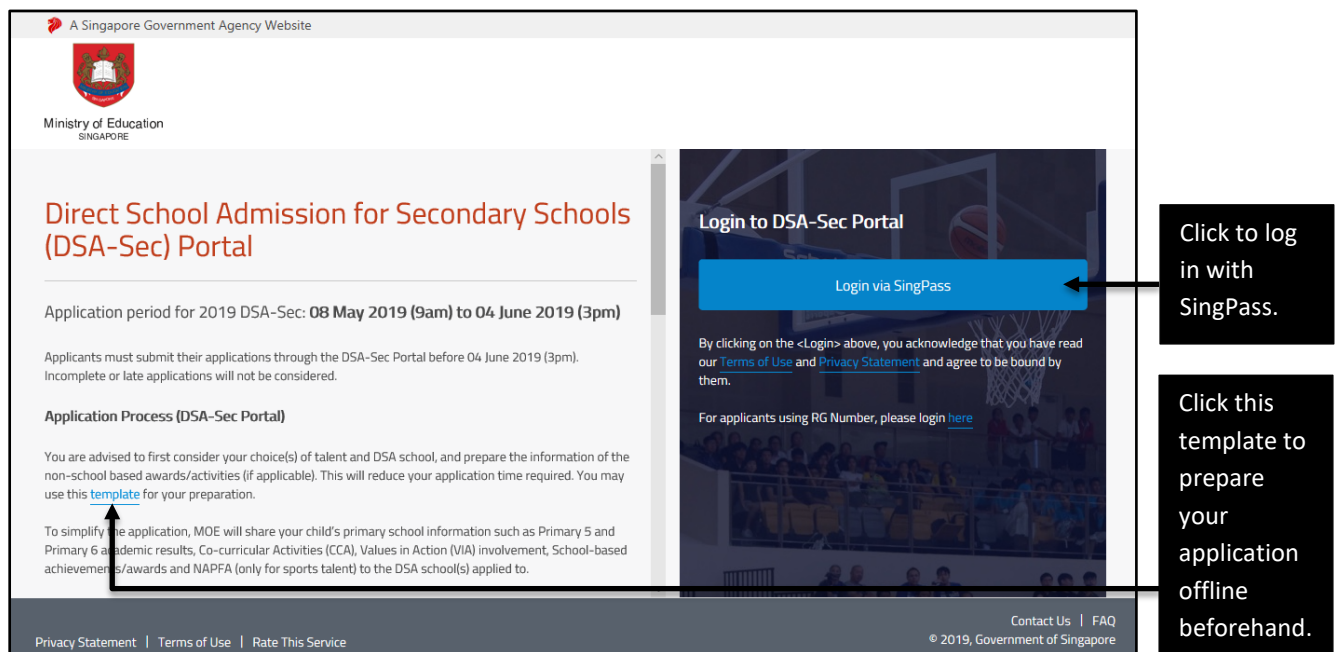 A Singapore Government Agency Website
Ministry of Education
SINGAPORE
Direct School Admission for Secondary Schools
(DSA-Sec) Portal
Application period for 2019 DSA-Sec: 08 May 2019 (9am) to 04 June 2019 (3pm)
Applicants must submit their applications through the DSA-Sec Portal before 04 June 2019 (3pm).
Incomplete or late applications will not be considered.
Application Process (DSA-Sec Portal)
You are advised to first consider your choice(s) of talent and DSA school, and prepare the information of the
non-school based awards/activities (if applicable). This will reduce your application time required. You may
use this template for your preparation.
To simplify the application, MOE will share your child's primary school information such as Primary 5 and
Primary 6 academic results, Co-curricular Activities (CCA), Values in Action (VIA) involvement, School-based
achievements/awards and NAPFA (only for sports talent) to the DSA school(s) applied to.
Login to DSA-Sec Portal
Login via SingPass
By clicking on the <Login> above, you acknowledge that you have read
our Terms of Use and Privacy Statement and agree to be bound by
them.
For applicants using RG Number, please login here
Click to log
in with
SingPass.
Click this
template to
prepare
your
application
offline
beforehand.
Privacy Statement | Terms of Use | Rate This Service
Contact Us | FAQ
© 2019, Government of Singapore